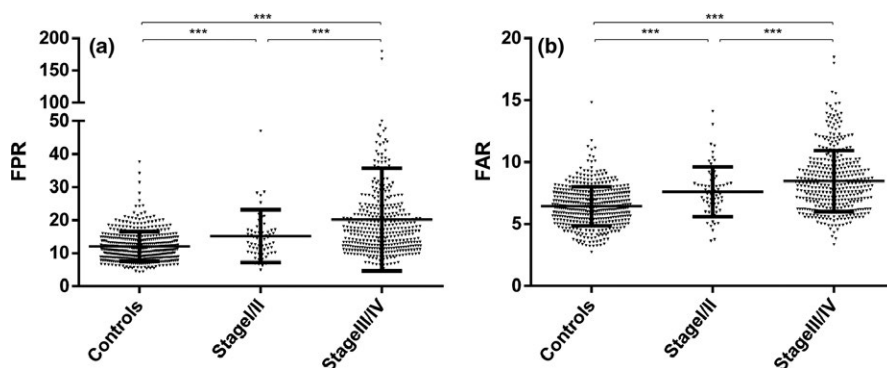 ***
*** ***
(a)
FPR
200
150
100
50
40
30
20
10
0
Controls
StageI/II
StageIII/IV
***
*** ***
(b)
FAR
20
15
10
5
0
Controls
StageI/II
StageIII/IV